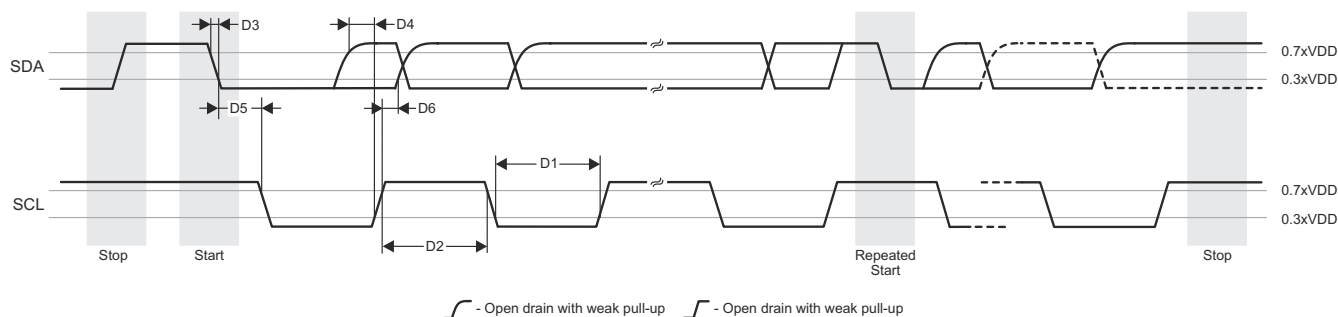 D3
D4
SDA
0.7xVDD
0.3xVDD
D5
D6
D1
SCL
0.7xVDD
0.3xVDD
D2
Stop
Start
Repeated
Start
Stop
- Open drain with weak pull-up
- Open drain with weak pull-up